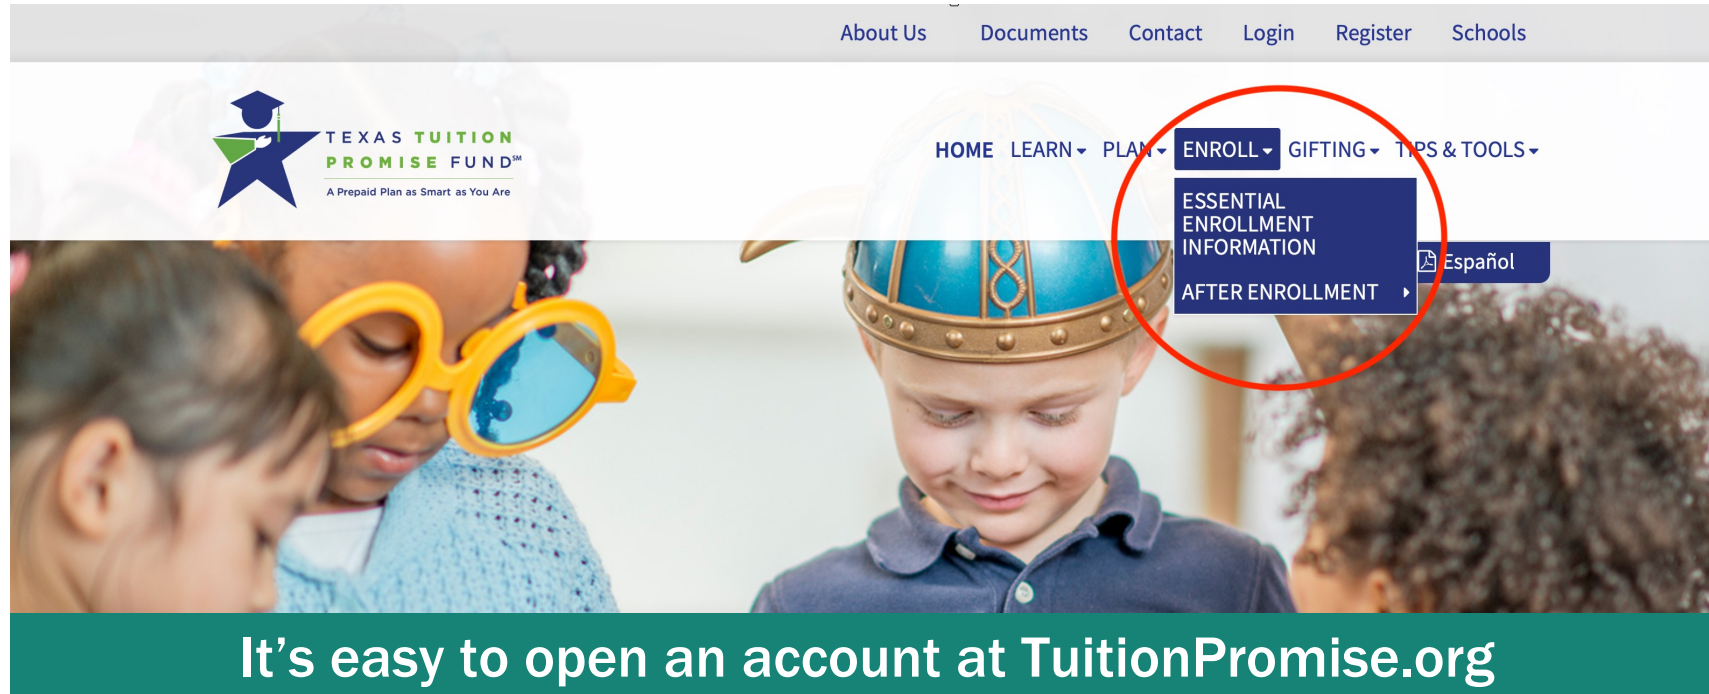 About Us Documents Contact Login Register Schools
TEXAS TUITION
PROMISE FUND℠
A Prepaid Plan as Smart as You Are
HOME LEARN PLAN ENROLL GIFTING TIPS & TOOLS
ESSENTIAL
ENROLLMENT
INFORMATION
AFTER ENROLLMENT
Español
It's easy to open an account at TuitionPromise.org